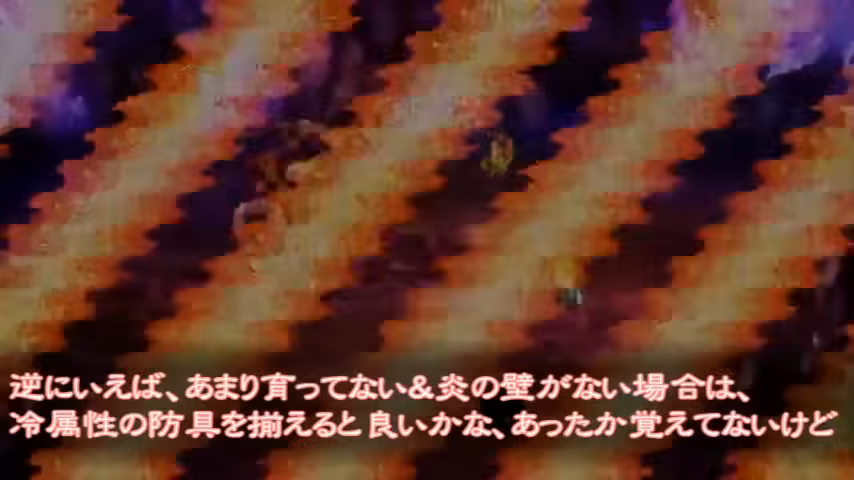 逆にいえば、あまり育ってない&炎の壁がない場合は、
冷属性の防具を揃えると良いかな、あったか覚えてないけど